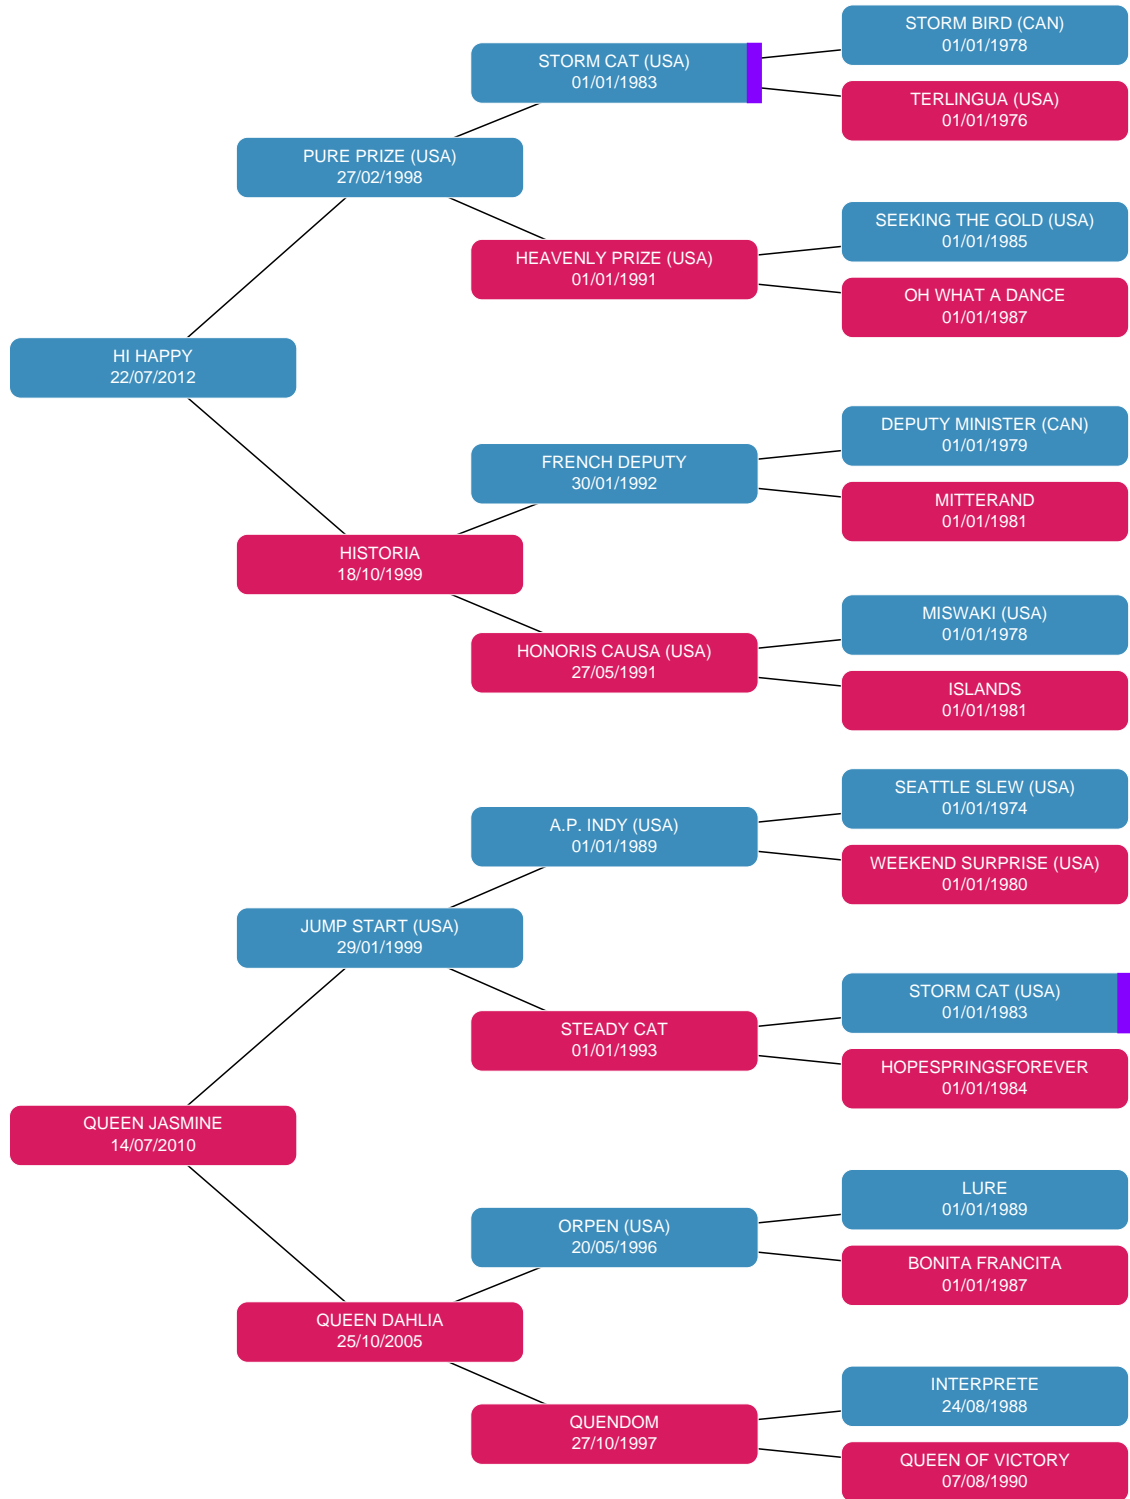 STORM BIRD (CAN)
01/01/1978
STORM CAT (USA)
01/01/1983
TERLINGUA (USA)
01/01/1976
PURE PRIZE (USA)
27/02/1998
SEEKING THE GOLD (USA)
01/01/1985
HEAVENLY PRIZE (USA)
01/01/1991
OH WHAT A DANCE
01/01/1987
HI HAPPY
22/07/2012
DEPUTY MINISTER (CAN)
01/01/1979
FRENCH DEPUTY
30/01/1992
MITTERAND
01/01/1981
HISTORIA
18/10/1999
MISWAKI (USA)
01/01/1978
HONORIS CAUSA (USA)
27/05/1991
ISLANDS
01/01/1981
SEATTLE SLEW (USA)
01/01/1974
A.P. INDY (USA)
01/01/1989
WEEKEND SURPRISE (USA)
01/01/1980
JUMP START (USA)
29/01/1999
STORM CAT (USA)
01/01/1983
STEADY CAT
01/01/1993
HOPESPRINGSFOREVER
01/01/1984
QUEEN JASMINE
14/07/2010
LURE
01/01/1989
ORPEN (USA)
20/05/1996
BONITA FRANCITA
01/01/1987
QUEEN DAHLIA
25/10/2005
INTERPRETE
24/08/1988
QUENDOM
27/10/1997
QUEEN OF VICTORY
07/08/1990